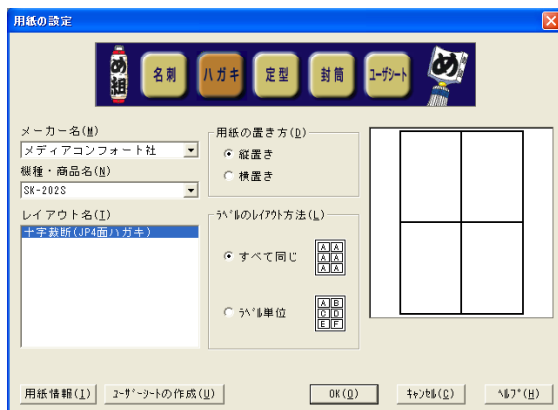 用紙の設定
め組
名刺
ハガキ
定型
封筒
ﾕｰｻﾞｼｰﾄ
め
メーカー名(M)
メディアコンフォート社
機種・商品名(N)
SK-202S
レイアウト名(I)
十字裁断(JP4面ハガキ)
用紙の置き方(D)
縦置き
横置き
ﾗﾍﾞﾙのﾚｲｱｳﾄ方法(L)
すべて同じ
A A
A A
A A
ﾗﾍﾞﾙ単位
A B
C D
E F
用紙情報(I)
ﾕｰｻﾞｰｼｰﾄの作成(U)
OK(O)
ｷｬﾝｾﾙ(C)
ﾍﾙﾌﾟ(H)